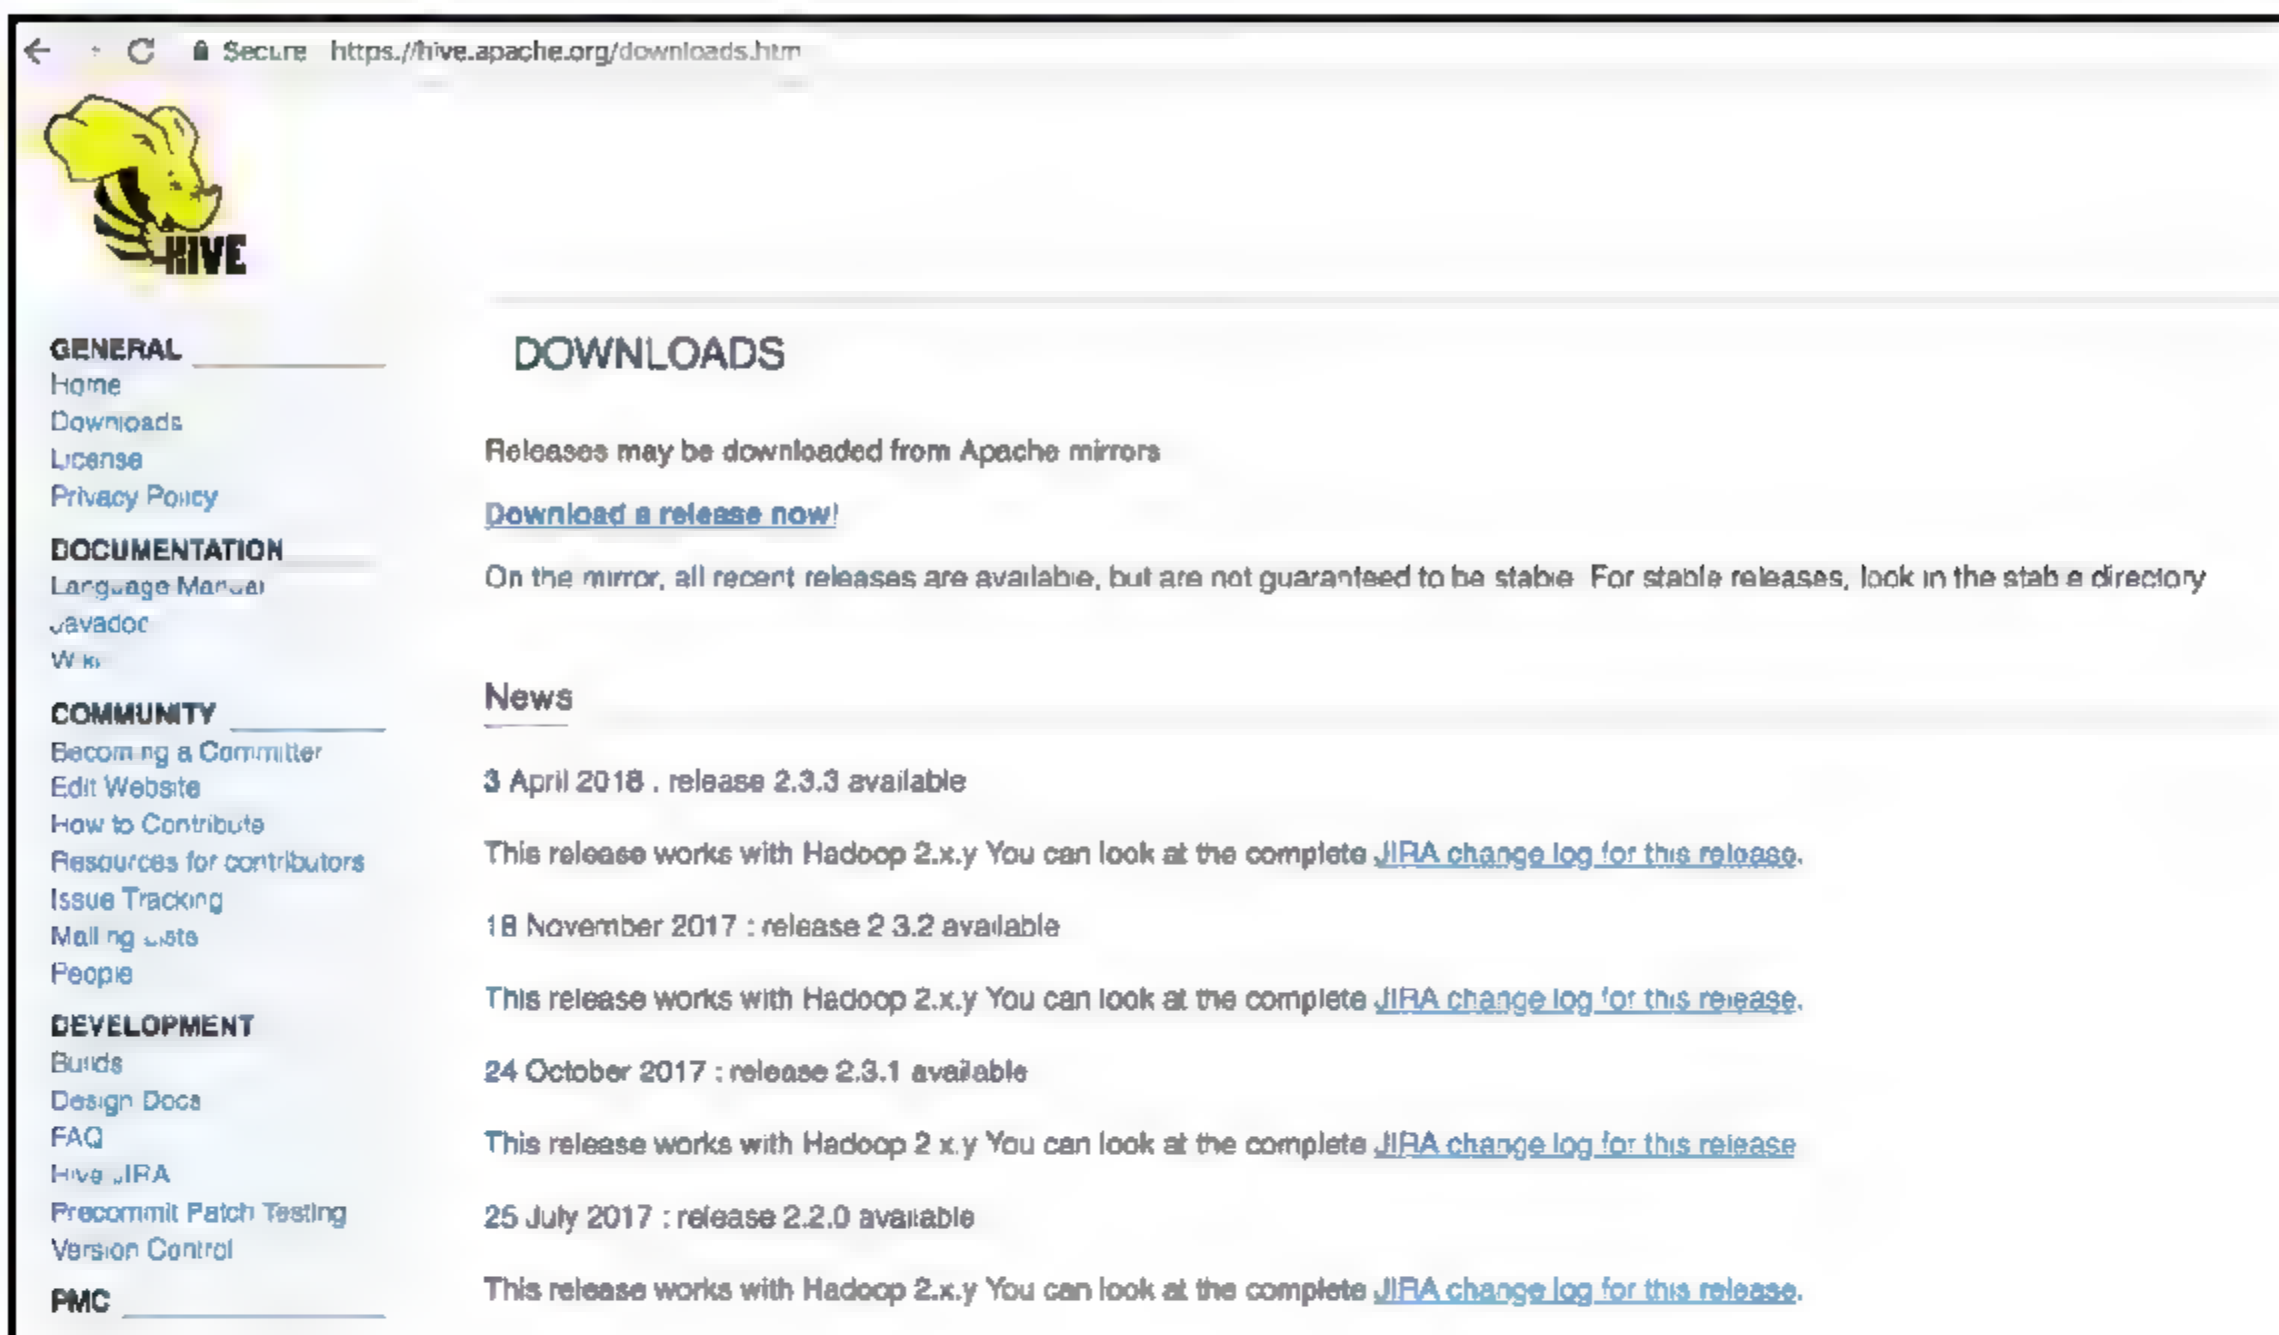 Secure https://hive.apache.org/downloads.htm
HIVE
GENERAL
Home
Downloads
License
Privacy Policy
DOCUMENTATION
Language Manual
Javadoc
Wiki
COMMUNITY
Becoming a Committer
Edit Website
How to Contribute
Resources for contributors
Issue Tracking
Mailing Lists
People
DEVELOPMENT
Builds
Design Docs
FAQ
Hive JIRA
Precommit Patch Testing
Version Control
PMC
DOWNLOADS
Releases may be downloaded from Apache mirrors
Download a release now!
On the mirror, all recent releases are available, but are not guaranteed to be stable. For stable releases, look in the stable directory
News
3 April 2018 : release 2.3.3 available
This release works with Hadoop 2.x.y You can look at the complete JIRA change log for this release.
18 November 2017 : release 2.3.2 available
This release works with Hadoop 2.x.y You can look at the complete JIRA change log for this release.
24 October 2017 : release 2.3.1 available
This release works with Hadoop 2.x.y You can look at the complete JIRA change log for this release
25 July 2017 : release 2.2.0 available
This release works with Hadoop 2.x.y You can look at the complete JIRA change log for this release.